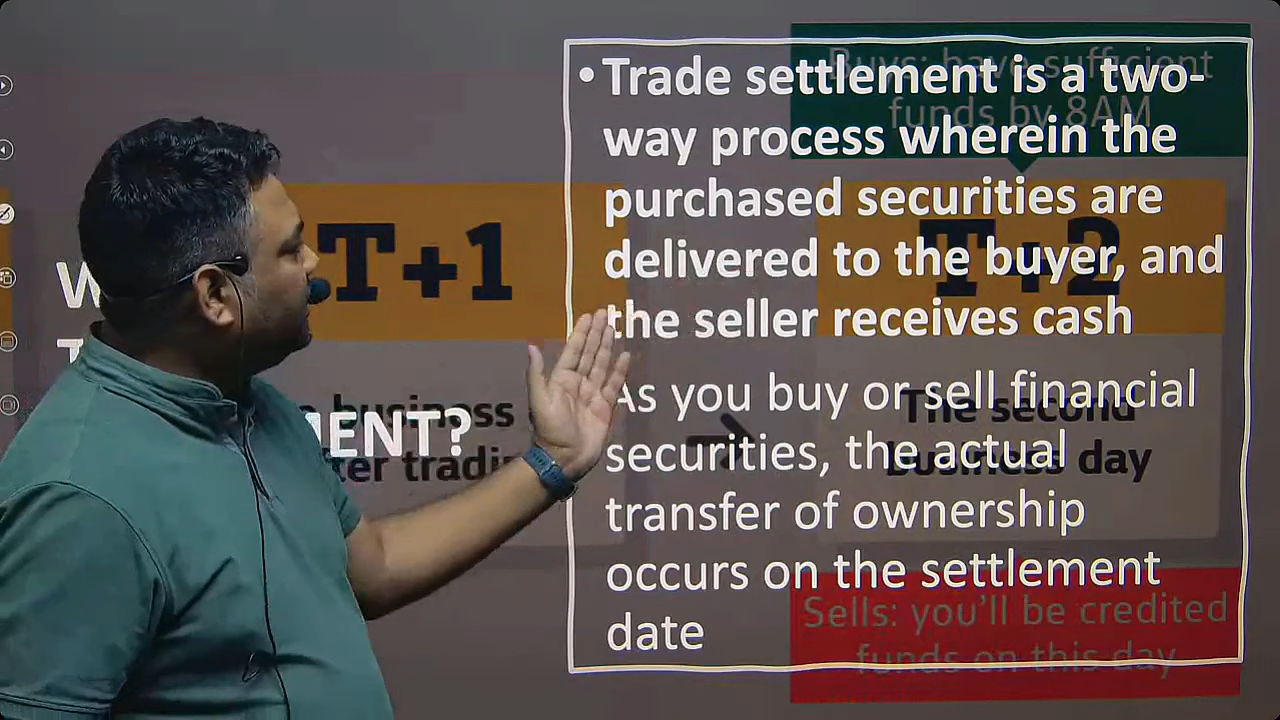 Buys: have sufficient
funds by 8AM
• Trade settlement is a two-
way process wherein the
purchased securities are
delivered to the buyer, and
the seller receives cash
As you buy or sell financial
securities, the actual
transfer of ownership
occurs on the settlement
date
T+1
T+2
business
trading
MENT?
The second
business day
Sells: you'll be credited
funds on this day